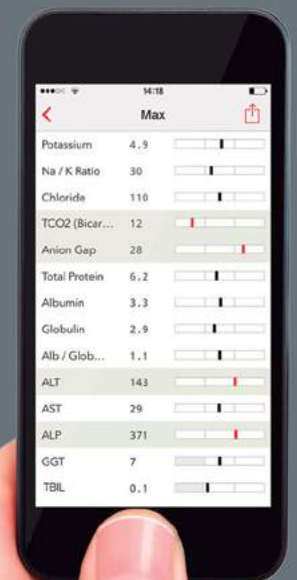 14:18
Max
Potassium 4.9
Na / K Ratio 30
Chloride 110
TCO2 (Bicar... 12
Anion Gap 28
Total Protein 6.2
Albumin 3.3
Globulin 2.9
Alb / Glob... 1.1
ALT 143
AST 29
ALP 371
GGT 7
TBIL 0.1